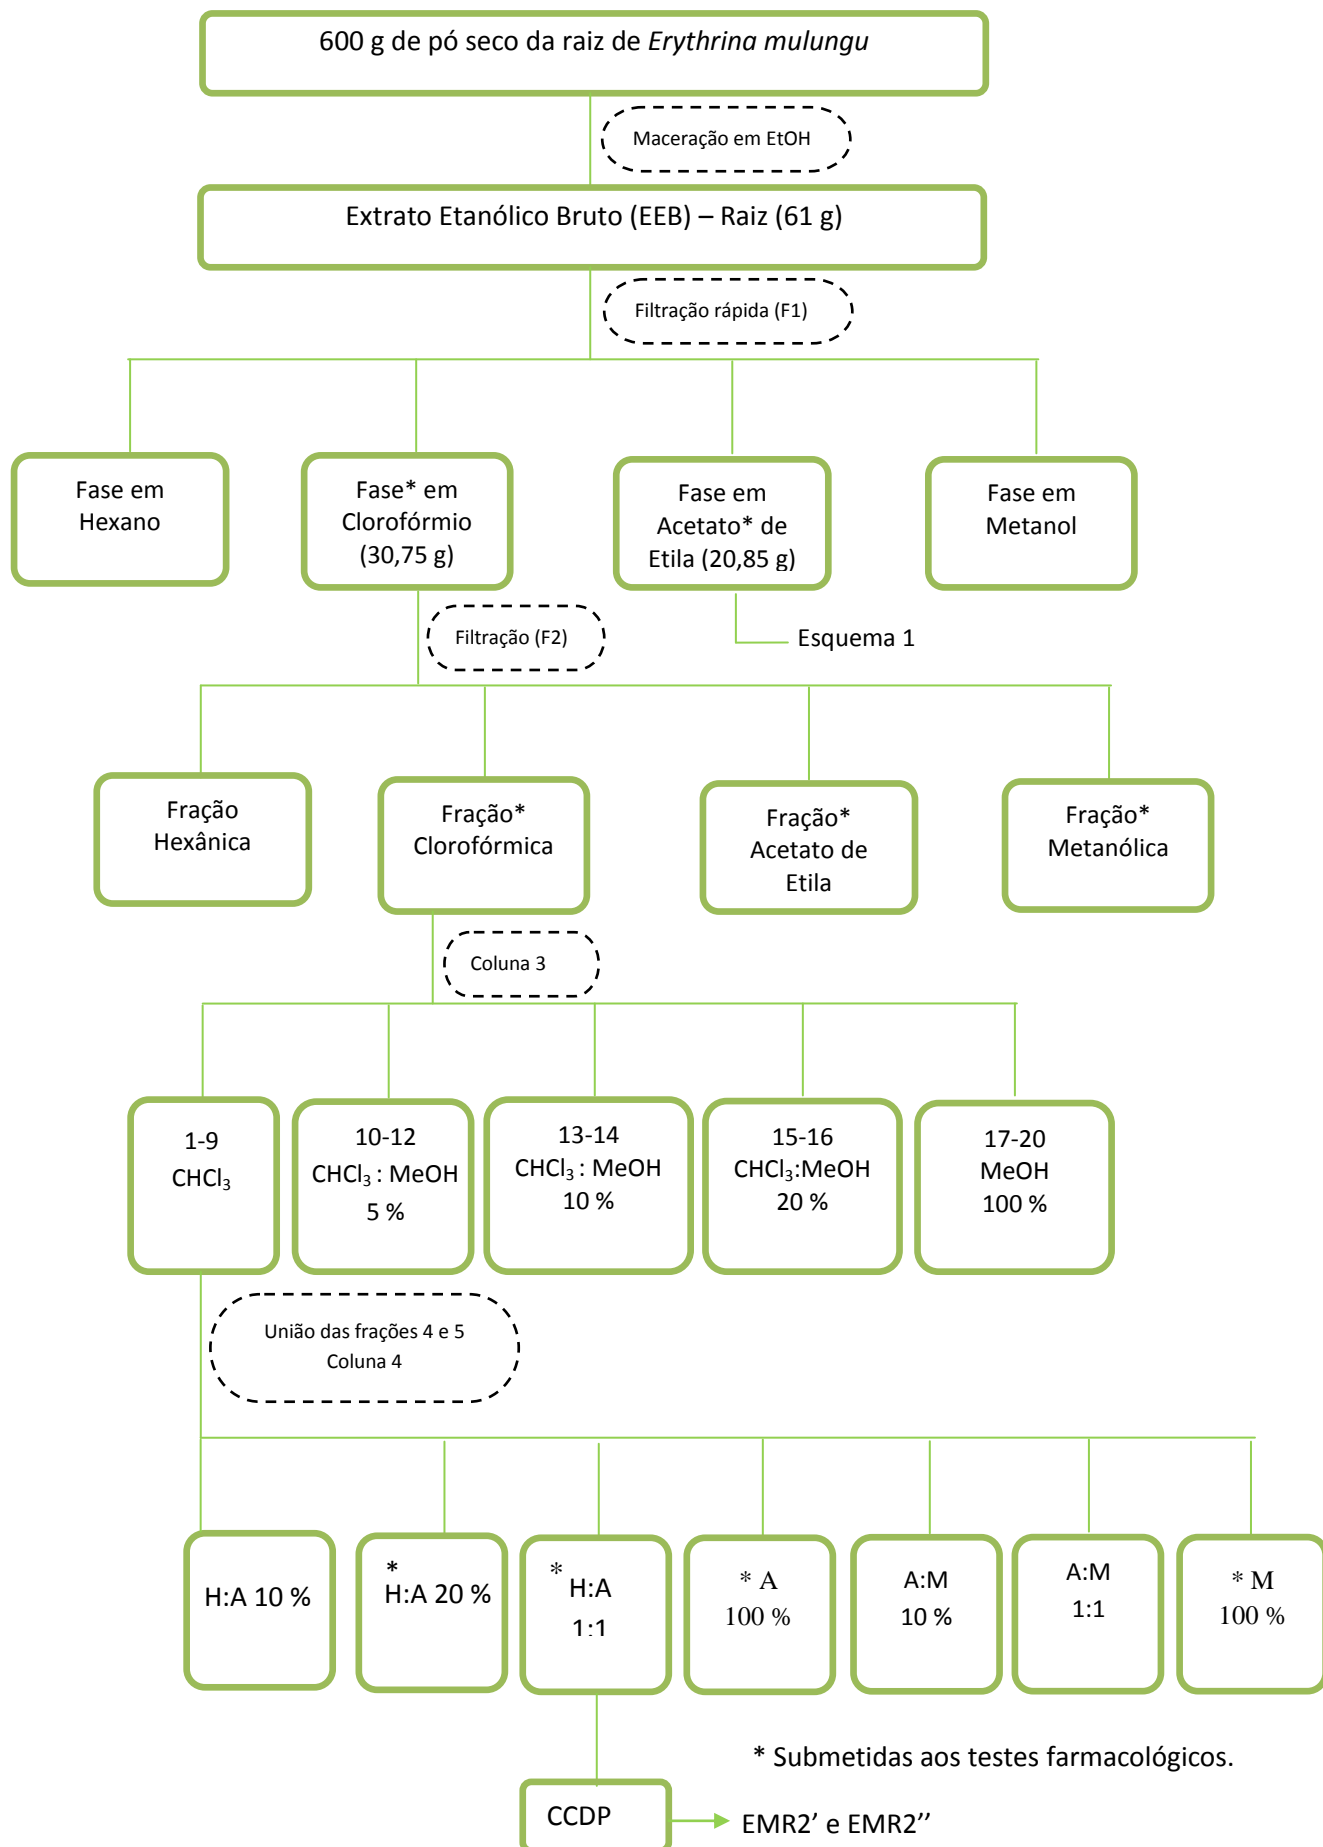 600 g de pó seco da raiz de Erythrina mulungu
Maceração em EtOH
Extrato Etanólico Bruto (EEB) – Raiz (61 g)
Filtração rápida (F1)
Fase em
Hexano
Fase* em
Clorofórmio
(30,75 g)
Fase em
Acetato* de
Etila (20,85 g)
Fase em
Metanol
Filtração (F2)
Esquema 1
Fração
Hexânica
Fração*
Clorofórmica
Fração*
Acetato de
Etila
Fração*
Metanólica
Coluna 3
1-9
CHCl₃
10-12
CHCl₃ : MeOH
5 %
13-14
CHCl₃ : MeOH
10 %
15-16
CHCl₃:MeOH
20 %
17-20
MeOH
100 %
União das frações 4 e 5
Coluna 4
H:A 10 %
*
H:A 20 %
* H:A
1:1
* A
100 %
A:M
10 %
A:M
1:1
* M
100 %
* Submetidas aos testes farmacológicos.
CCDP
EMR2’ e EMR2’’